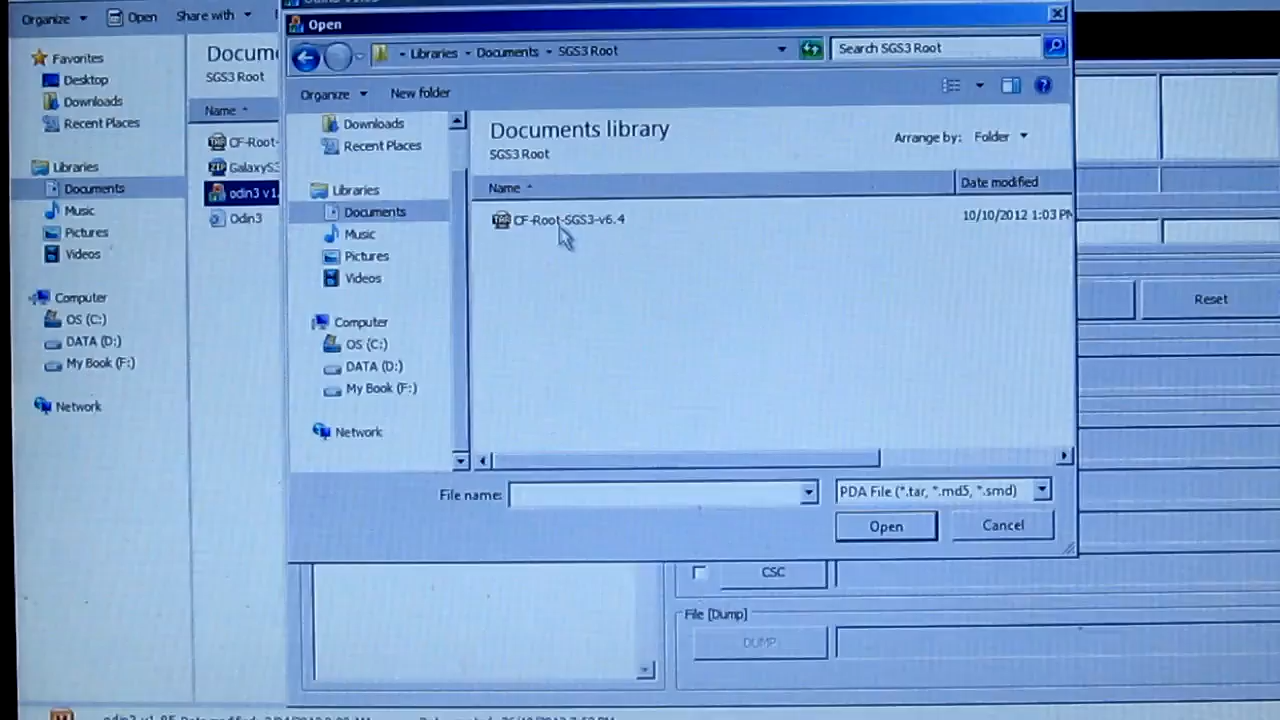 Organize
Open
Share with
Favorites
Desktop
Downloads
Recent Places
Libraries
Documents
Music
Pictures
Videos
Computer
OS (C:)
DATA (D:)
My Book (F:)
Network
SGS3 Root
Name
CF-Root-
GalaxyS3
odin3 v1.
Odin3
Open
Libraries Documents SGS3 Root
Search SGS3 Root
Organize New folder
Downloads
Recent Places
Libraries
Documents
Music
Pictures
Videos
Computer
OS (C:)
DATA (D:)
My Book (F:)
Network
Documents library
SGS3 Root
Arrange by: Folder
Name Date modified
CF-Root-SGS3-v6.4 10/10/2012 1:03 PM
File name: PDA File (*.tar, *.md5, *.smd)
Open Cancel
Reset
CSC
File [Dump]
DUMP